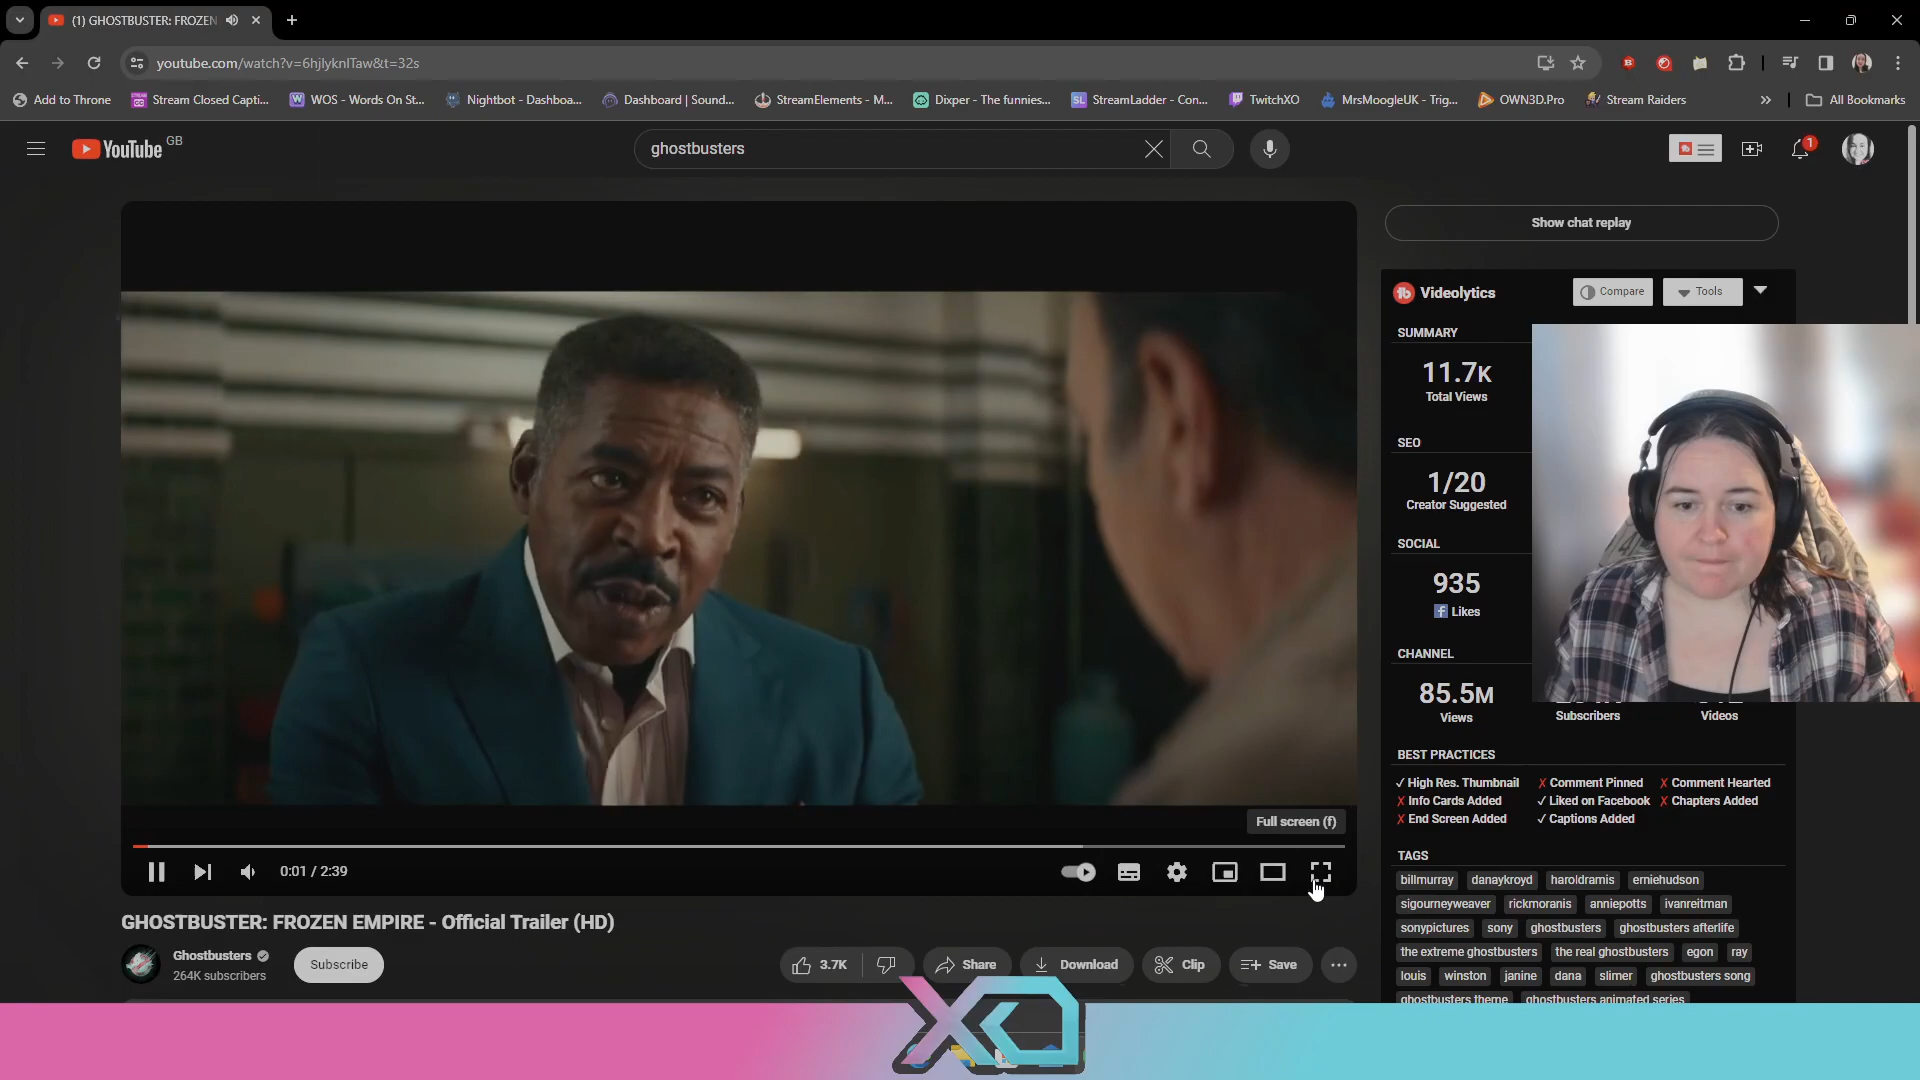 (1) GHOSTBUSTER: FROZEN
youtube.com/watch?v=6hjlyknlTaw&t=32s
Add to Throne
Stream Closed Capti...
WOS - Words On St...
Nightbot - Dashboa...
Dashboard | Sound...
StreamElements - M...
Dixper - The funnies...
StreamLadder - Con...
TwitchXO
MrsMoogleUK - Trig...
OWN3D.Pro
Stream Raiders
»
All Bookmarks
YouTube GB
ghostbusters
1
Show chat replay
Videolytics
Compare
Tools
SUMMARY
11.7K
Total Views
SEO
1/20
Creator Suggested
SOCIAL
935
Likes
CHANNEL
85.5M
Views
Subscribers
Videos
BEST PRACTICES
✓ High Res. Thumbnail ✗ Comment Pinned ✗ Comment Hearted
✗ Info Cards Added ✓ Liked on Facebook ✗ Chapters Added
✗ End Screen Added ✓ Captions Added
TAGS
billmurray danaykroyd haroldramis erniehudson
sigourneyweaver rickmoranis anniepotts ivanreitman
sonypictures sony ghostbusters ghostbusters afterlife
the extreme ghostbusters the real ghostbusters egon ray
louis winston janine dana slimer ghostbusters song
ghostbusters theme ghostbusters animated series
Full screen (f)
0:01 / 2:39
GHOSTBUSTER: FROZEN EMPIRE - Official Trailer (HD)
Ghostbusters
264K subscribers
Subscribe
3.7K
Share
Download
Clip
Save
XO